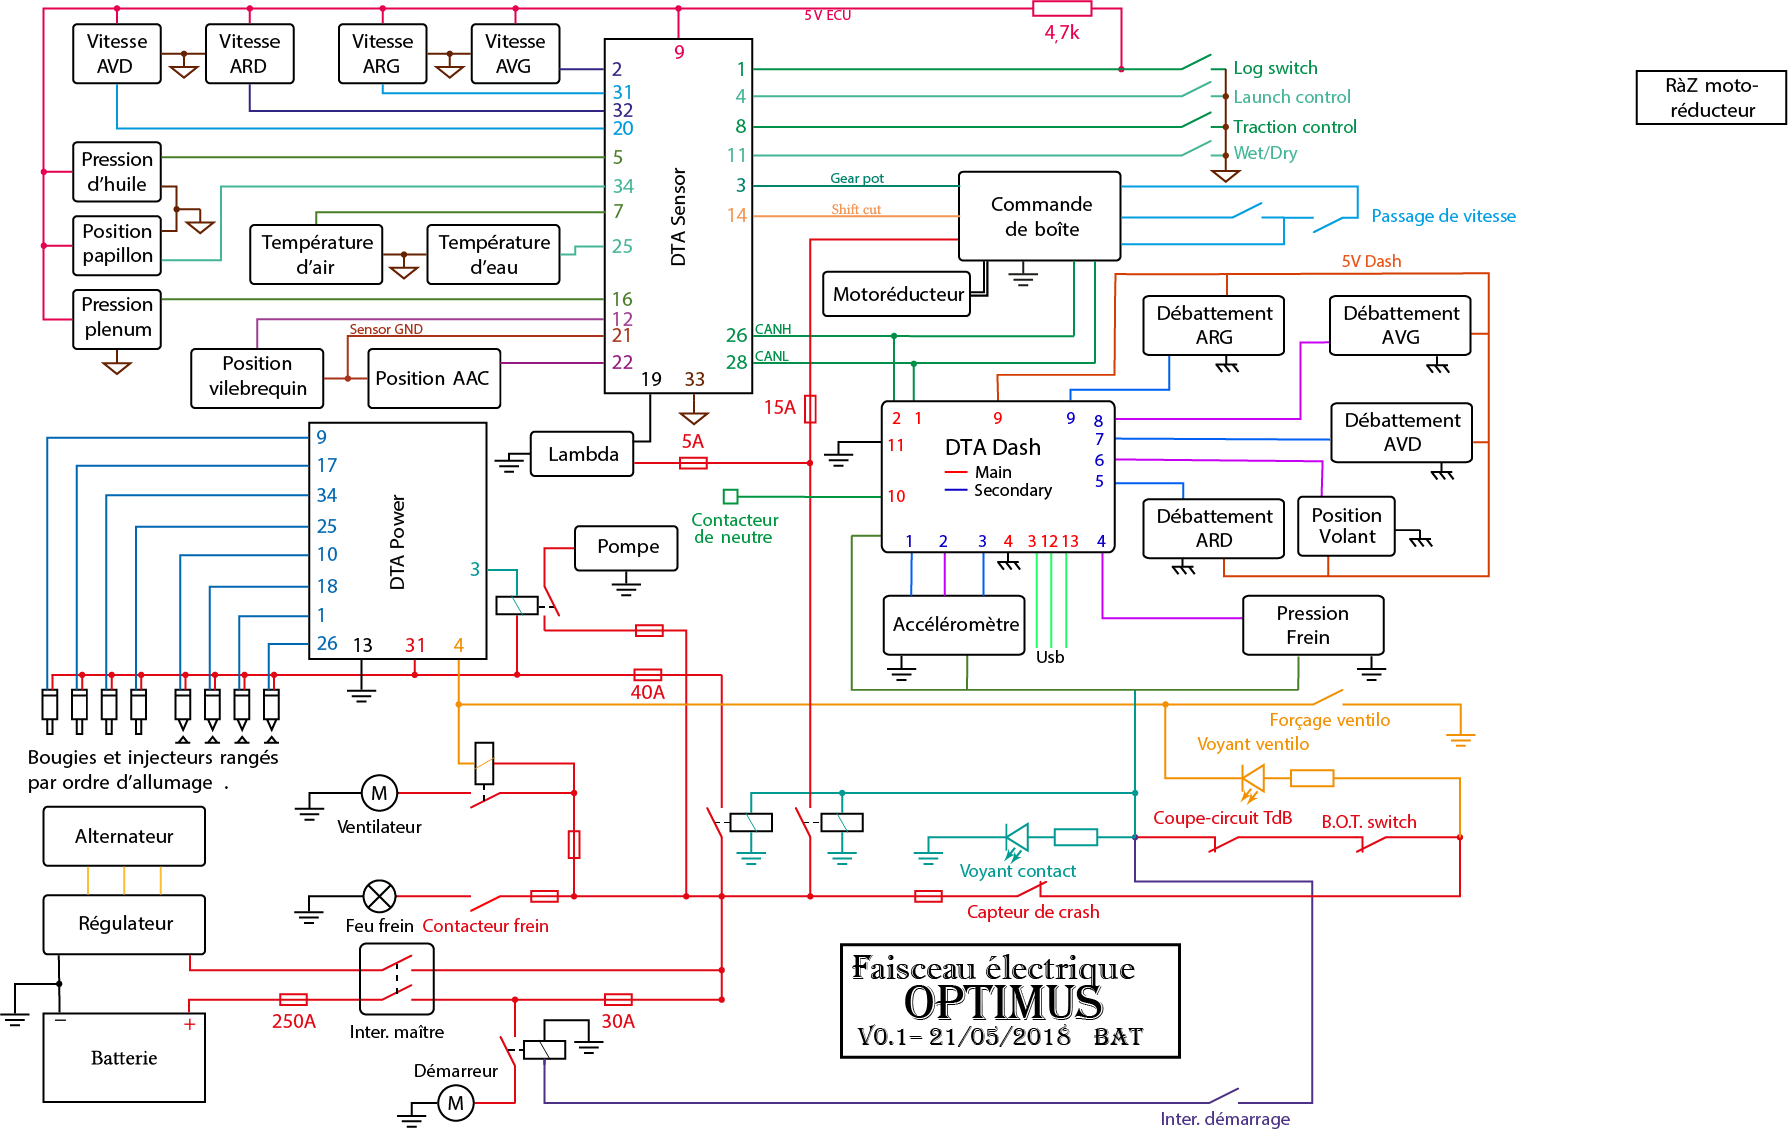 5 V ECU
4,7k
Vitesse
AVD
Vitesse
ARD
Vitesse
ARG
Vitesse
AVG
9
2
31
32
20
5
34
7
25
16
12
21
22
19
33
1
4
8
11
3
14
26
28
DTA Sensor
Log switch
Launch control
Traction control
Wet/Dry
RàZ moto-
réducteur
Pression
d'huile
Position
papillon
Pression
plenum
Température
d'air
Température
d'eau
Sensor GND
Position
vilebrequin
Position AAC
Gear pot
Shift cut
Commande
de boîte
Passage de vitesse
Motoréducteur
CANH
CANL
5V Dash
Débattement
ARG
Débattement
AVG
Débattement
AVD
Débattement
ARD
Position
Volant
15A
5A
Lambda
2
1
9
9
8
7
6
5
11
10
DTA Dash
Main
Secondary
1
2
3
4
3
12
13
4
Contacteur
de neutre
Accéléromètre
Usb
Pression
Frein
9
17
34
25
10
18
1
26
13
31
4
3
DTA Power
Pompe
40A
Bougies et injecteurs rangés
par ordre d'allumage .
Forçage ventilo
Voyant ventilo
M
Ventilateur
Coupe-circuit TdB
B.O.T. switch
Voyant contact
Capteur de crash
Alternateur
Régulateur
Feu frein
Contacteur frein
250A
Inter. maître
30A
−
+
Batterie
Démarreur
M
Inter. démarrage
Faisceau électrique
OPTIMUS
V0.1– 21/05/2018 BAT